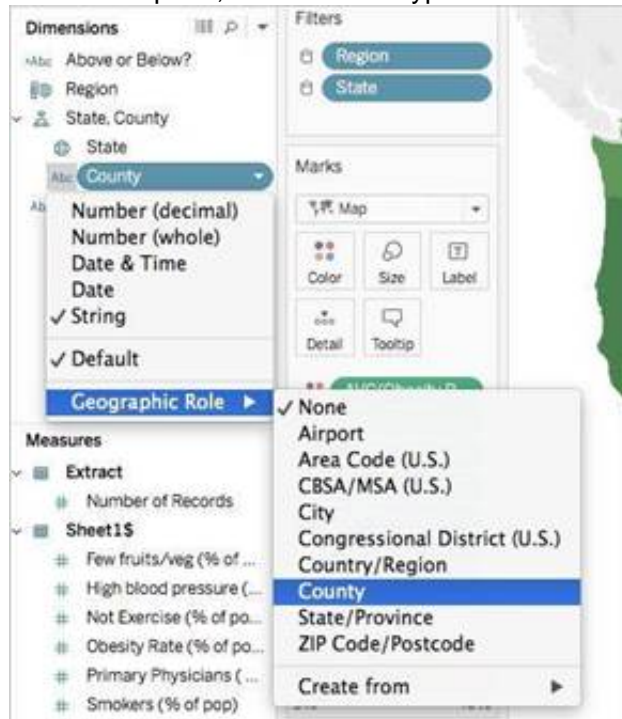 Dimensions
Abc Above or Below?
Region
State, County
State
Abc County
Ab
Number (decimal)
Number (whole)
Date & Time
Date
✓ String
✓ Default
Geographic Role
Measures
Extract
# Number of Records
Sheet1$
# Few fruits/veg (% of ...
# High blood pressure (...
# Not Exercise (% of po...
# Obesity Rate (% of po...
# Primary Physicians (...
# Smokers (% of pop)
Filters
Region
State
Marks
Map
Color
Size
Label
Detail
Tooltip
✓ None
Airport
Area Code (U.S.)
CBSA/MSA (U.S.)
City
Congressional District (U.S.)
Country/Region
County
State/Province
ZIP Code/Postcode
Create from